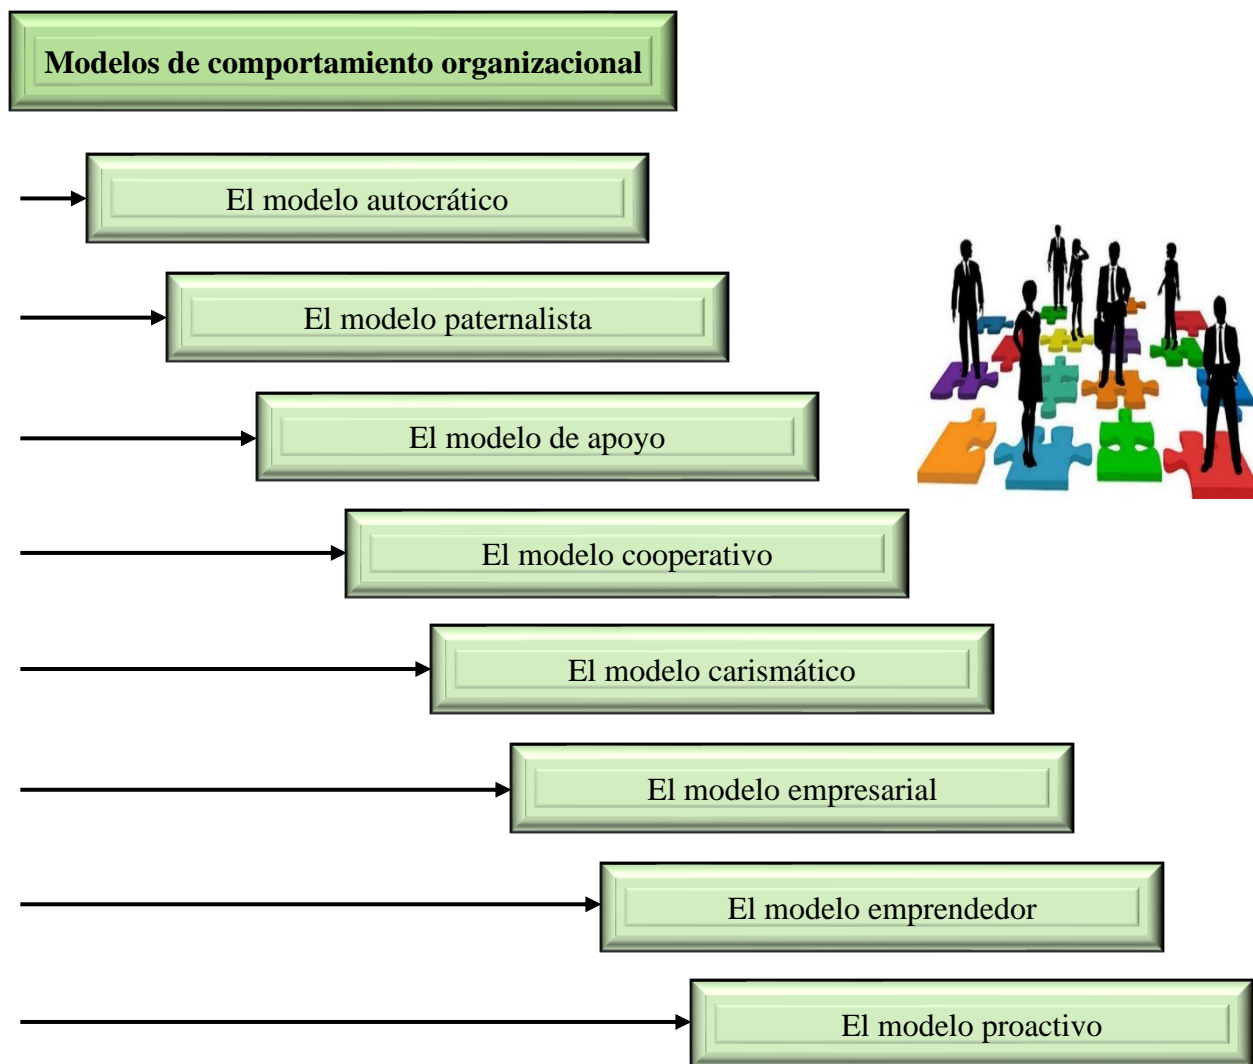 Modelos de comportamiento organizacional
El modelo autocrático
El modelo paternalista
El modelo de apoyo
El modelo cooperativo
El modelo carismático
El modelo empresarial
El modelo emprendedor
El modelo proactivo